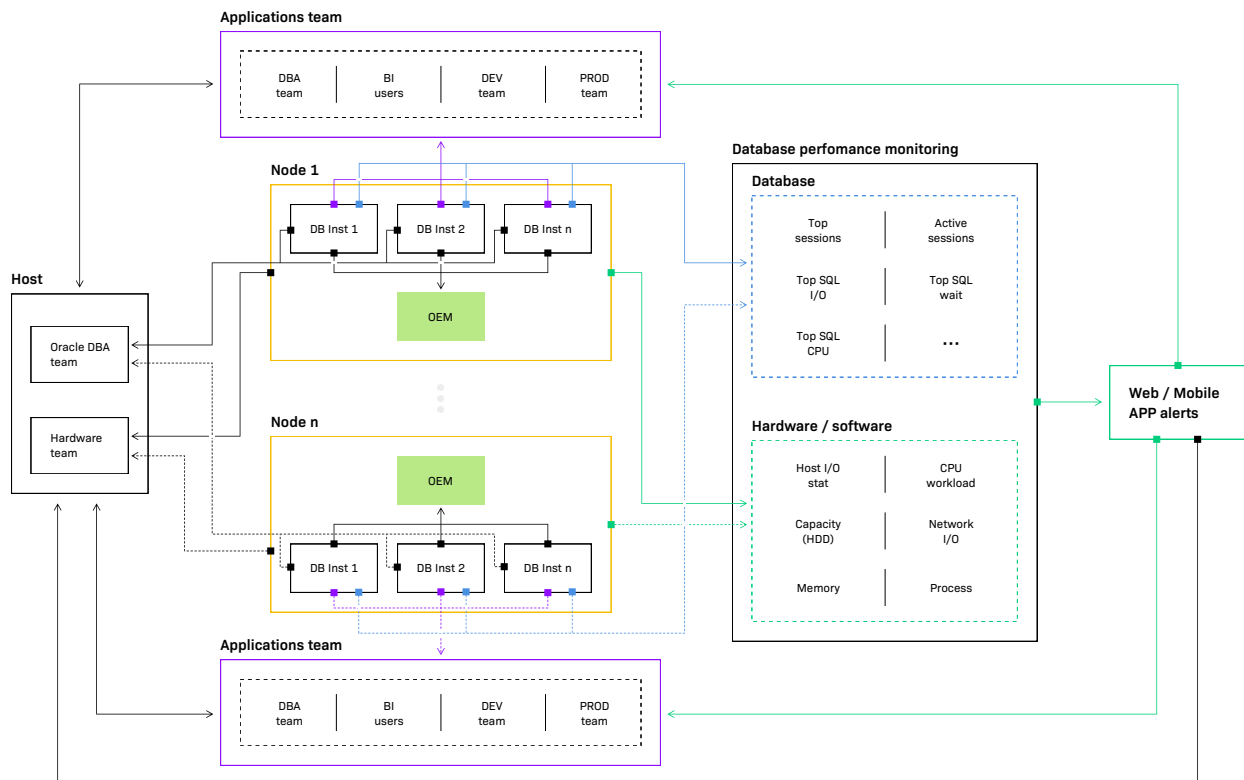 Applications team
DBA
team
BI
users
DEV
team
PROD
team
Node 1
DB Inst 1
DB Inst 2
DB Inst n
OEM
Host
Oracle DBA
team
Hardware
team
Node n
OEM
DB Inst 1
DB Inst 2
DB Inst n
Applications team
DBA
team
BI
users
DEV
team
PROD
team
Database perfomance monitoring
Database
Top
sessions
Active
sessions
Top SQL
I/O
Top SQL
wait
Top SQL
CPU
...
Hardware / software
Host I/O
stat
CPU
workload
Capacity
(HDD)
Network
I/O
Memory
Process
Web / Mobile
APP alerts